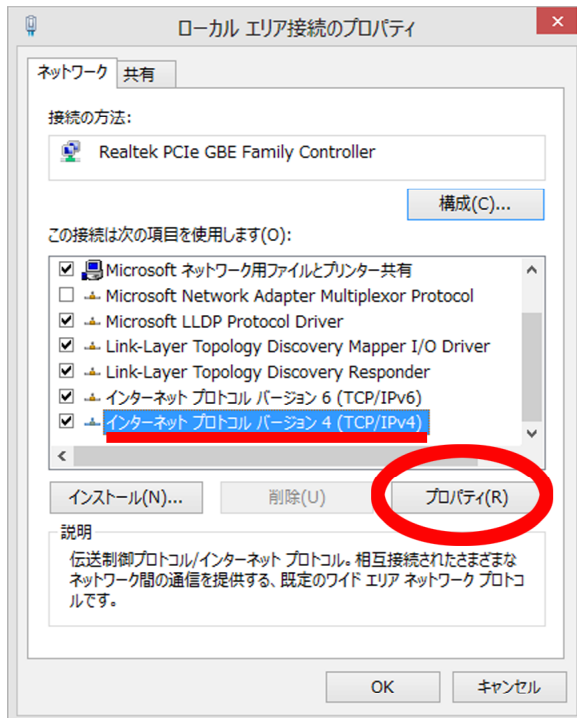 ローカル エリア接続のプロパティ
ネットワーク
共有
接続の方法:
Realtek PCIe GBE Family Controller
構成(C)...
この接続は次の項目を使用します(O):
Microsoft ネットワーク用ファイルとプリンター共有
Microsoft Network Adapter Multiplexor Protocol
Microsoft LLDP Protocol Driver
Link-Layer Topology Discovery Mapper I/O Driver
Link-Layer Topology Discovery Responder
インターネット プロトコル バージョン 6 (TCP/IPv6)
インターネット プロトコル バージョン 4 (TCP/IPv4)
インストール(N)...
削除(U)
プロパティ(R)
説明
伝送制御プロトコル/インターネット プロトコル。相互接続されたさまざまな
ネットワーク間の通信を提供する、既定のワイド エリア ネットワーク プロトコ
ルです。
OK
キャンセル